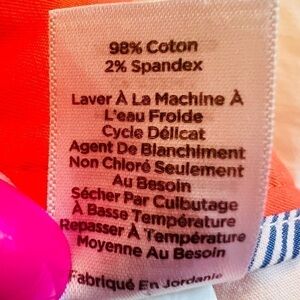 98% Coton
2% Spandex
Laver À La Machine À
L'eau Froide
Cycle Délicat
Agent De Blanchiment
Non Chloré Seulement
Au Besoin
Sécher Par Culbutage
À Basse Température
Repasser À Température
Moyenne Au Besoin
Fabriqué En Jordanie